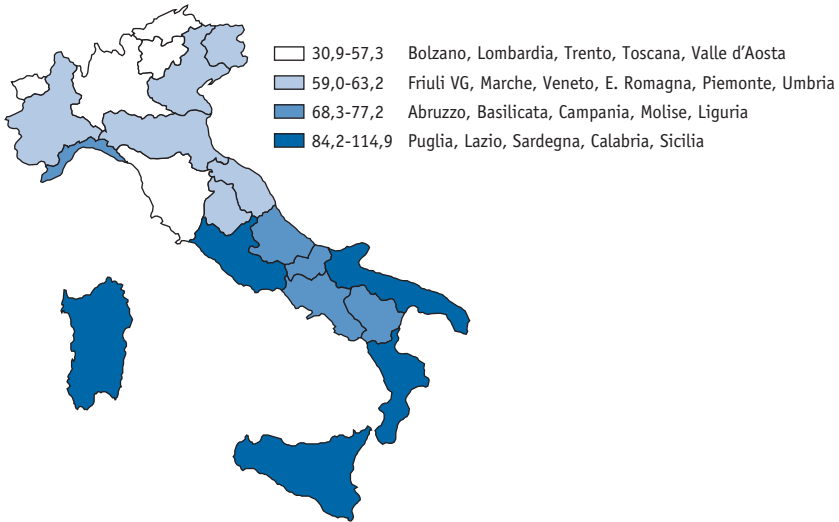 30,9-57,3 Bolzano, Lombardia, Trento, Toscana, Valle d'Aosta
59,0-63,2 Friuli VG, Marche, Veneto, E. Romagna, Piemonte, Umbria
68,3-77,2 Abruzzo, Basilicata, Campania, Molise, Liguria
84,2-114,9 Puglia, Lazio, Sardegna, Calabria, Sicilia